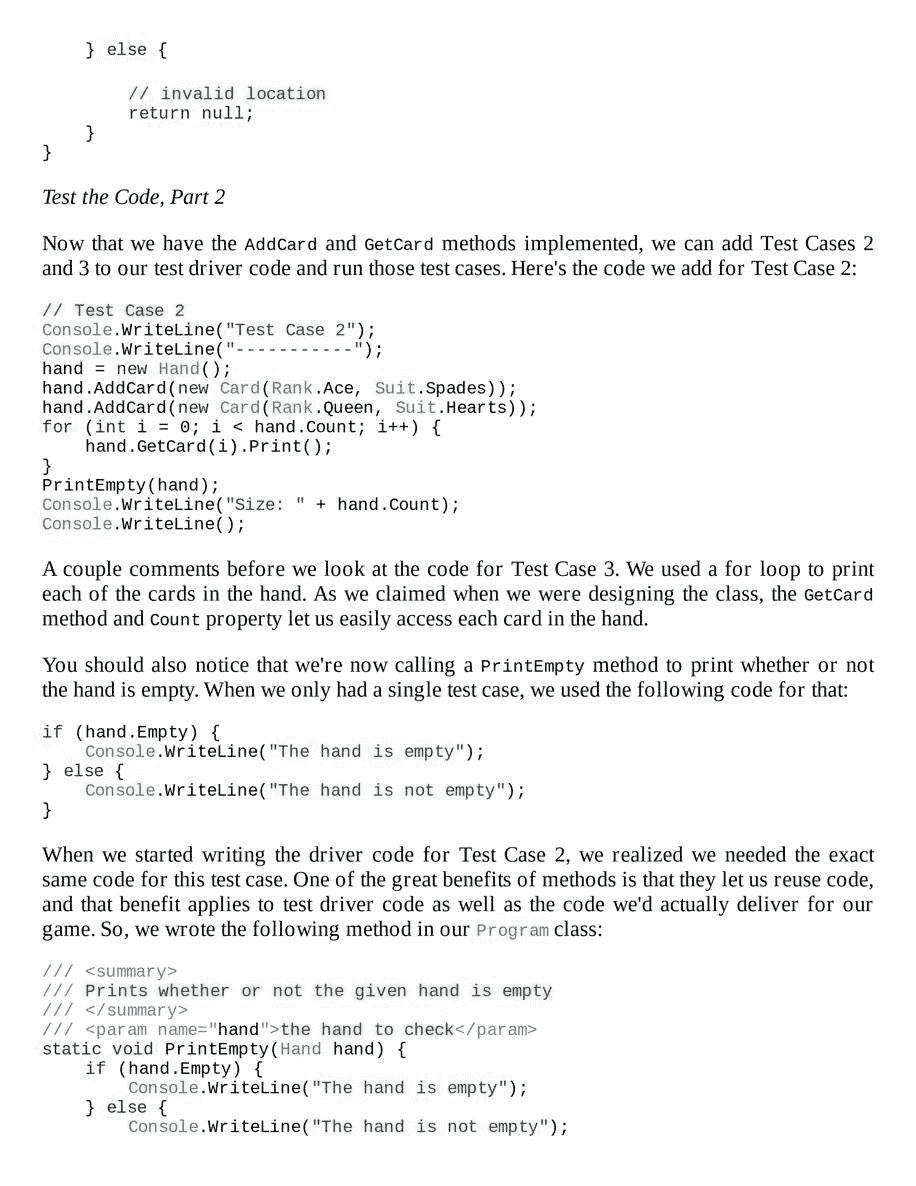 } else {

        // invalid location
        return null;
    }
}

Test the Code, Part 2

Now that we have the AddCard and GetCard methods implemented, we can add Test Cases 2
and 3 to our test driver code and run those test cases. Here's the code we add for Test Case 2:

// Test Case 2
Console.WriteLine("Test Case 2");
Console.WriteLine("-----------");
hand = new Hand();
hand.AddCard(new Card(Rank.Ace, Suit.Spades));
hand.AddCard(new Card(Rank.Queen, Suit.Hearts));
for (int i = 0; i < hand.Count; i++) {
    hand.GetCard(i).Print();
}
PrintEmpty(hand);
Console.WriteLine("Size: " + hand.Count);
Console.WriteLine();

A couple comments before we look at the code for Test Case 3. We used a for loop to print
each of the cards in the hand. As we claimed when we were designing the class, the GetCard
method and Count property let us easily access each card in the hand.

You should also notice that we're now calling a PrintEmpty method to print whether or not
the hand is empty. When we only had a single test case, we used the following code for that:

if (hand.Empty) {
    Console.WriteLine("The hand is empty");
} else {
    Console.WriteLine("The hand is not empty");
}

When we started writing the driver code for Test Case 2, we realized we needed the exact
same code for this test case. One of the great benefits of methods is that they let us reuse code,
and that benefit applies to test driver code as well as the code we'd actually deliver for our
game. So, we wrote the following method in our Program class:

/// <summary>
/// Prints whether or not the given hand is empty
/// </summary>
/// <param name="hand">the hand to check</param>
static void PrintEmpty(Hand hand) {
    if (hand.Empty) {
        Console.WriteLine("The hand is empty");
    } else {
        Console.WriteLine("The hand is not empty");